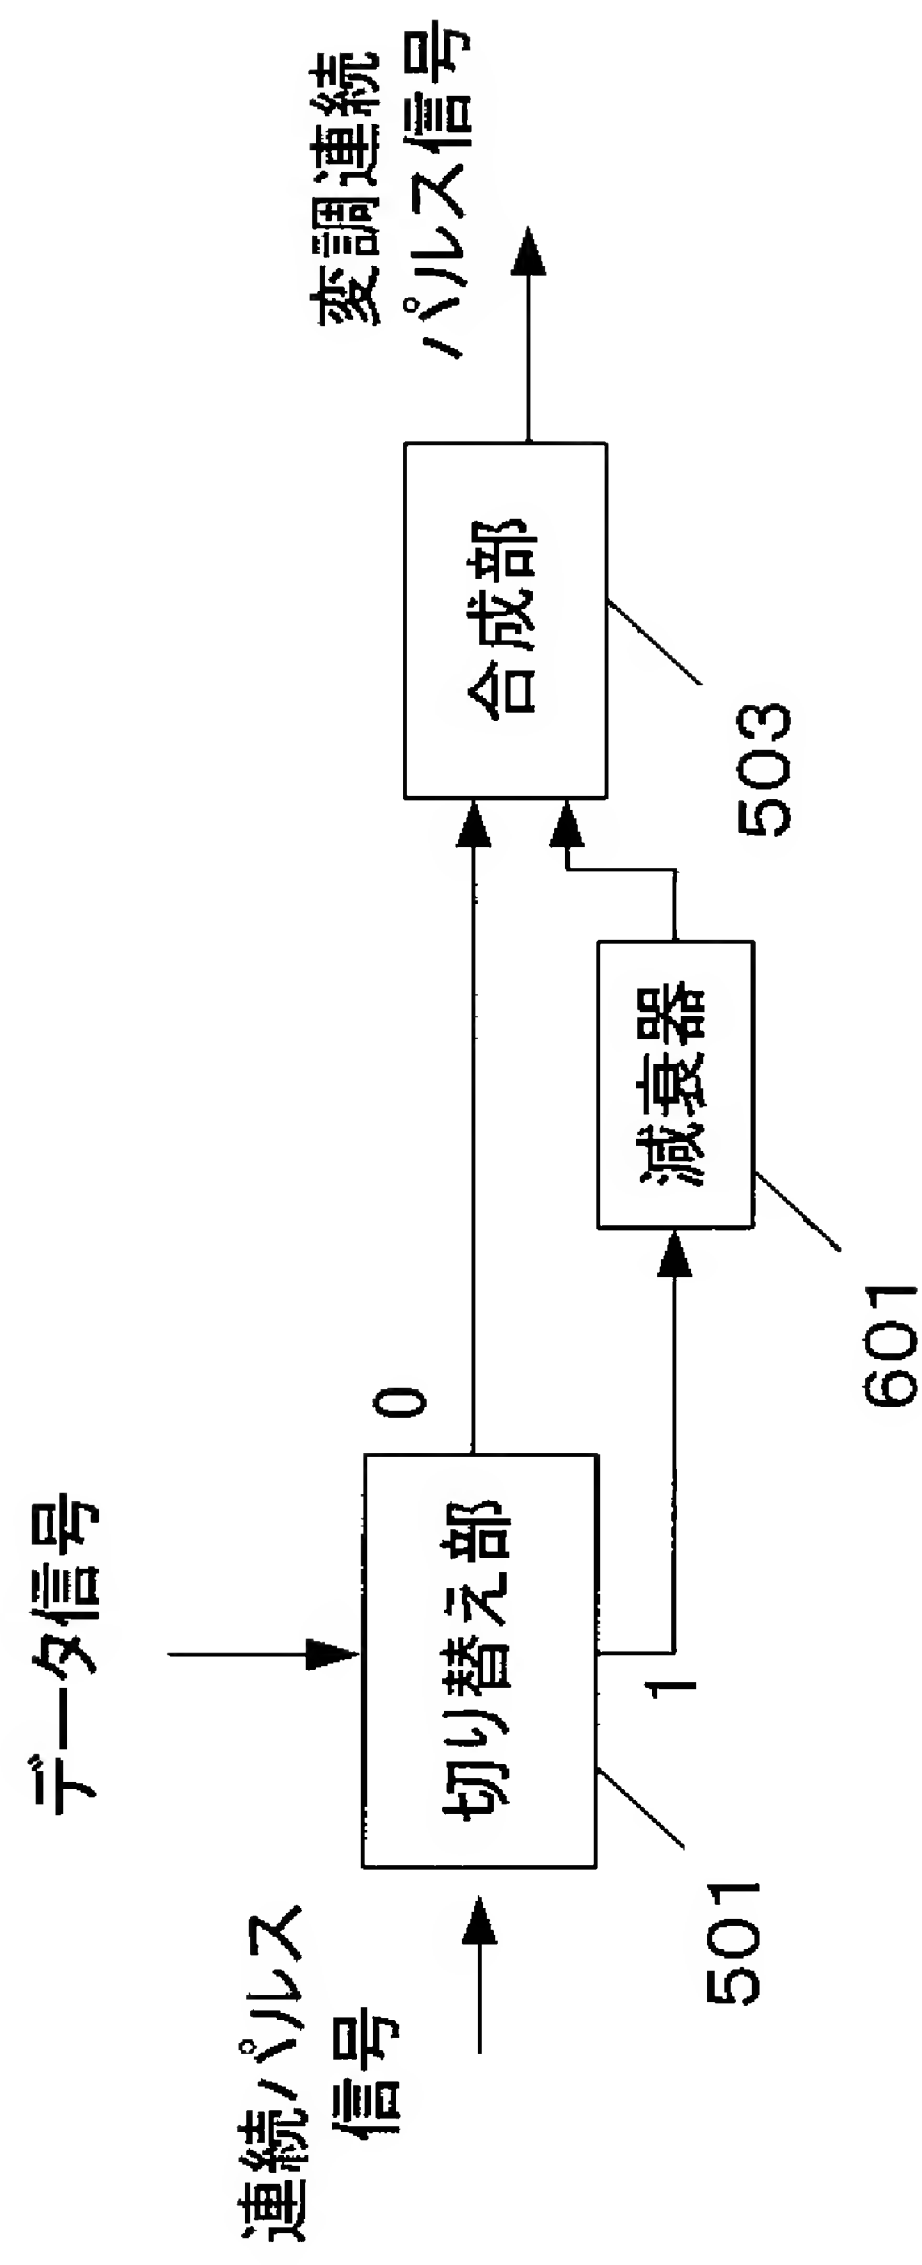 データ信号
連続パルス
信号
切り替え部
501
0
1
減衰器
601
合成部
503
変調連続
パルス信号